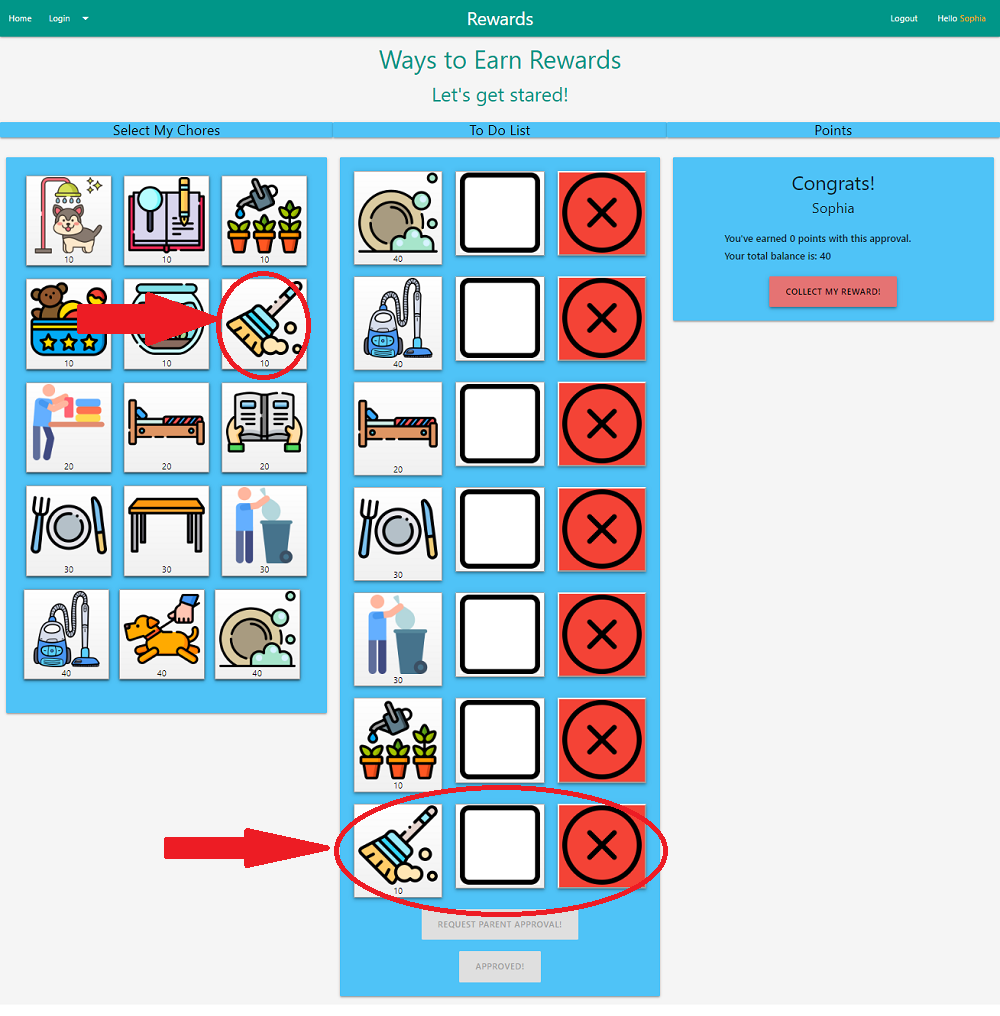 Home Login Rewards Logout Hello Sophia
Ways to Earn Rewards
Let's get stared!
Select My Chores To Do List Points
10 10 10
10 10 10
20 20 20
30 30 30
40 40 40
40
40
20
30
30
10
10
REQUEST PARENT APPROVAL!
APPROVED!
Congrats!
Sophia
You've earned 0 points with this approval.
Your total balance is: 40
COLLECT MY REWARD!